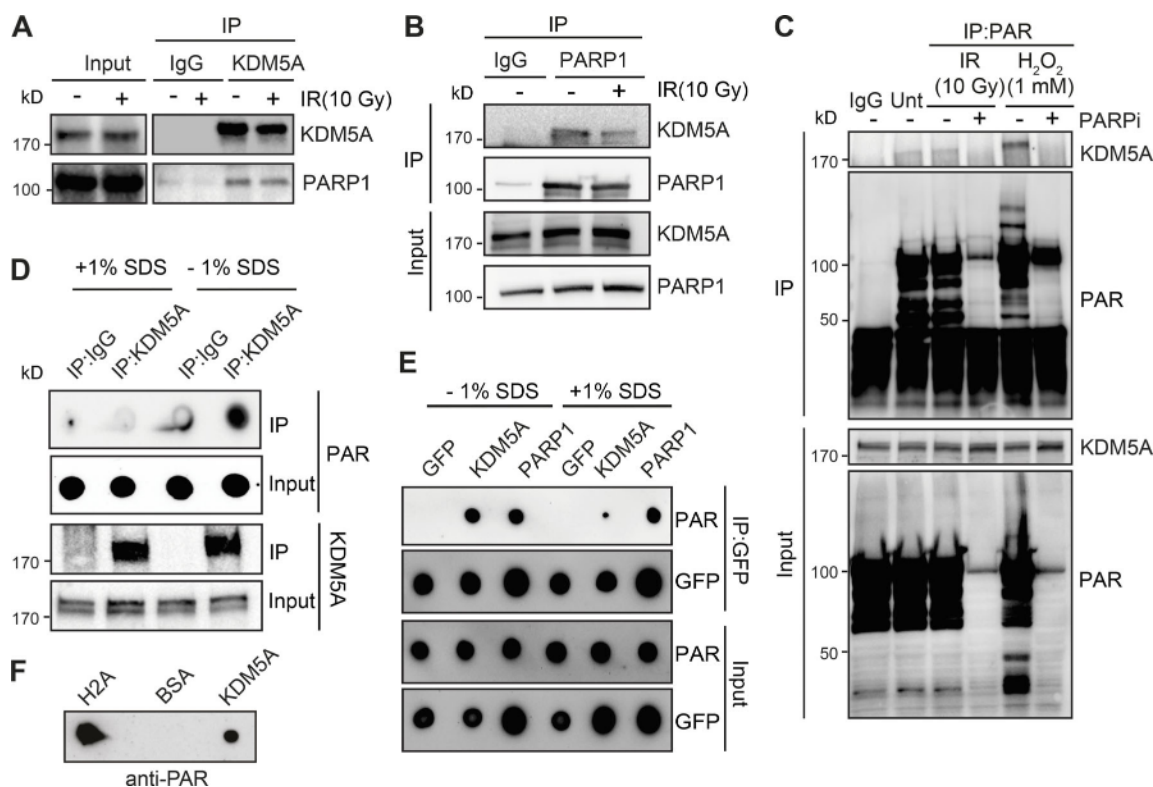 A
IP
Input IgG KDM5A
kD - + - + - + IR(10 Gy)
170 KDM5A
100 PARP1
B
IP
IgG PARP1
kD - - + IR(10 Gy)
IP
170 KDM5A
100 PARP1
Input
170 KDM5A
100 PARP1
C
IP:PAR
IR (10 Gy) H₂O₂ (1 mM)
IgG Unt
kD - - - + - + PARPi
IP
170 KDM5A
100
50
PAR
Input
170 KDM5A
100
50
PAR
D
+1% SDS - 1% SDS
kD IP:IgG IP:KDM5A IP:IgG IP:KDM5A
IP
Input
PAR
170 IP
170 Input
KDM5A
E
- 1% SDS +1% SDS
GFP KDM5A PARP1 GFP KDM5A PARP1
PAR
GFP
IP:GFP
PAR
GFP
Input
F
H2A BSA KDM5A
anti-PAR